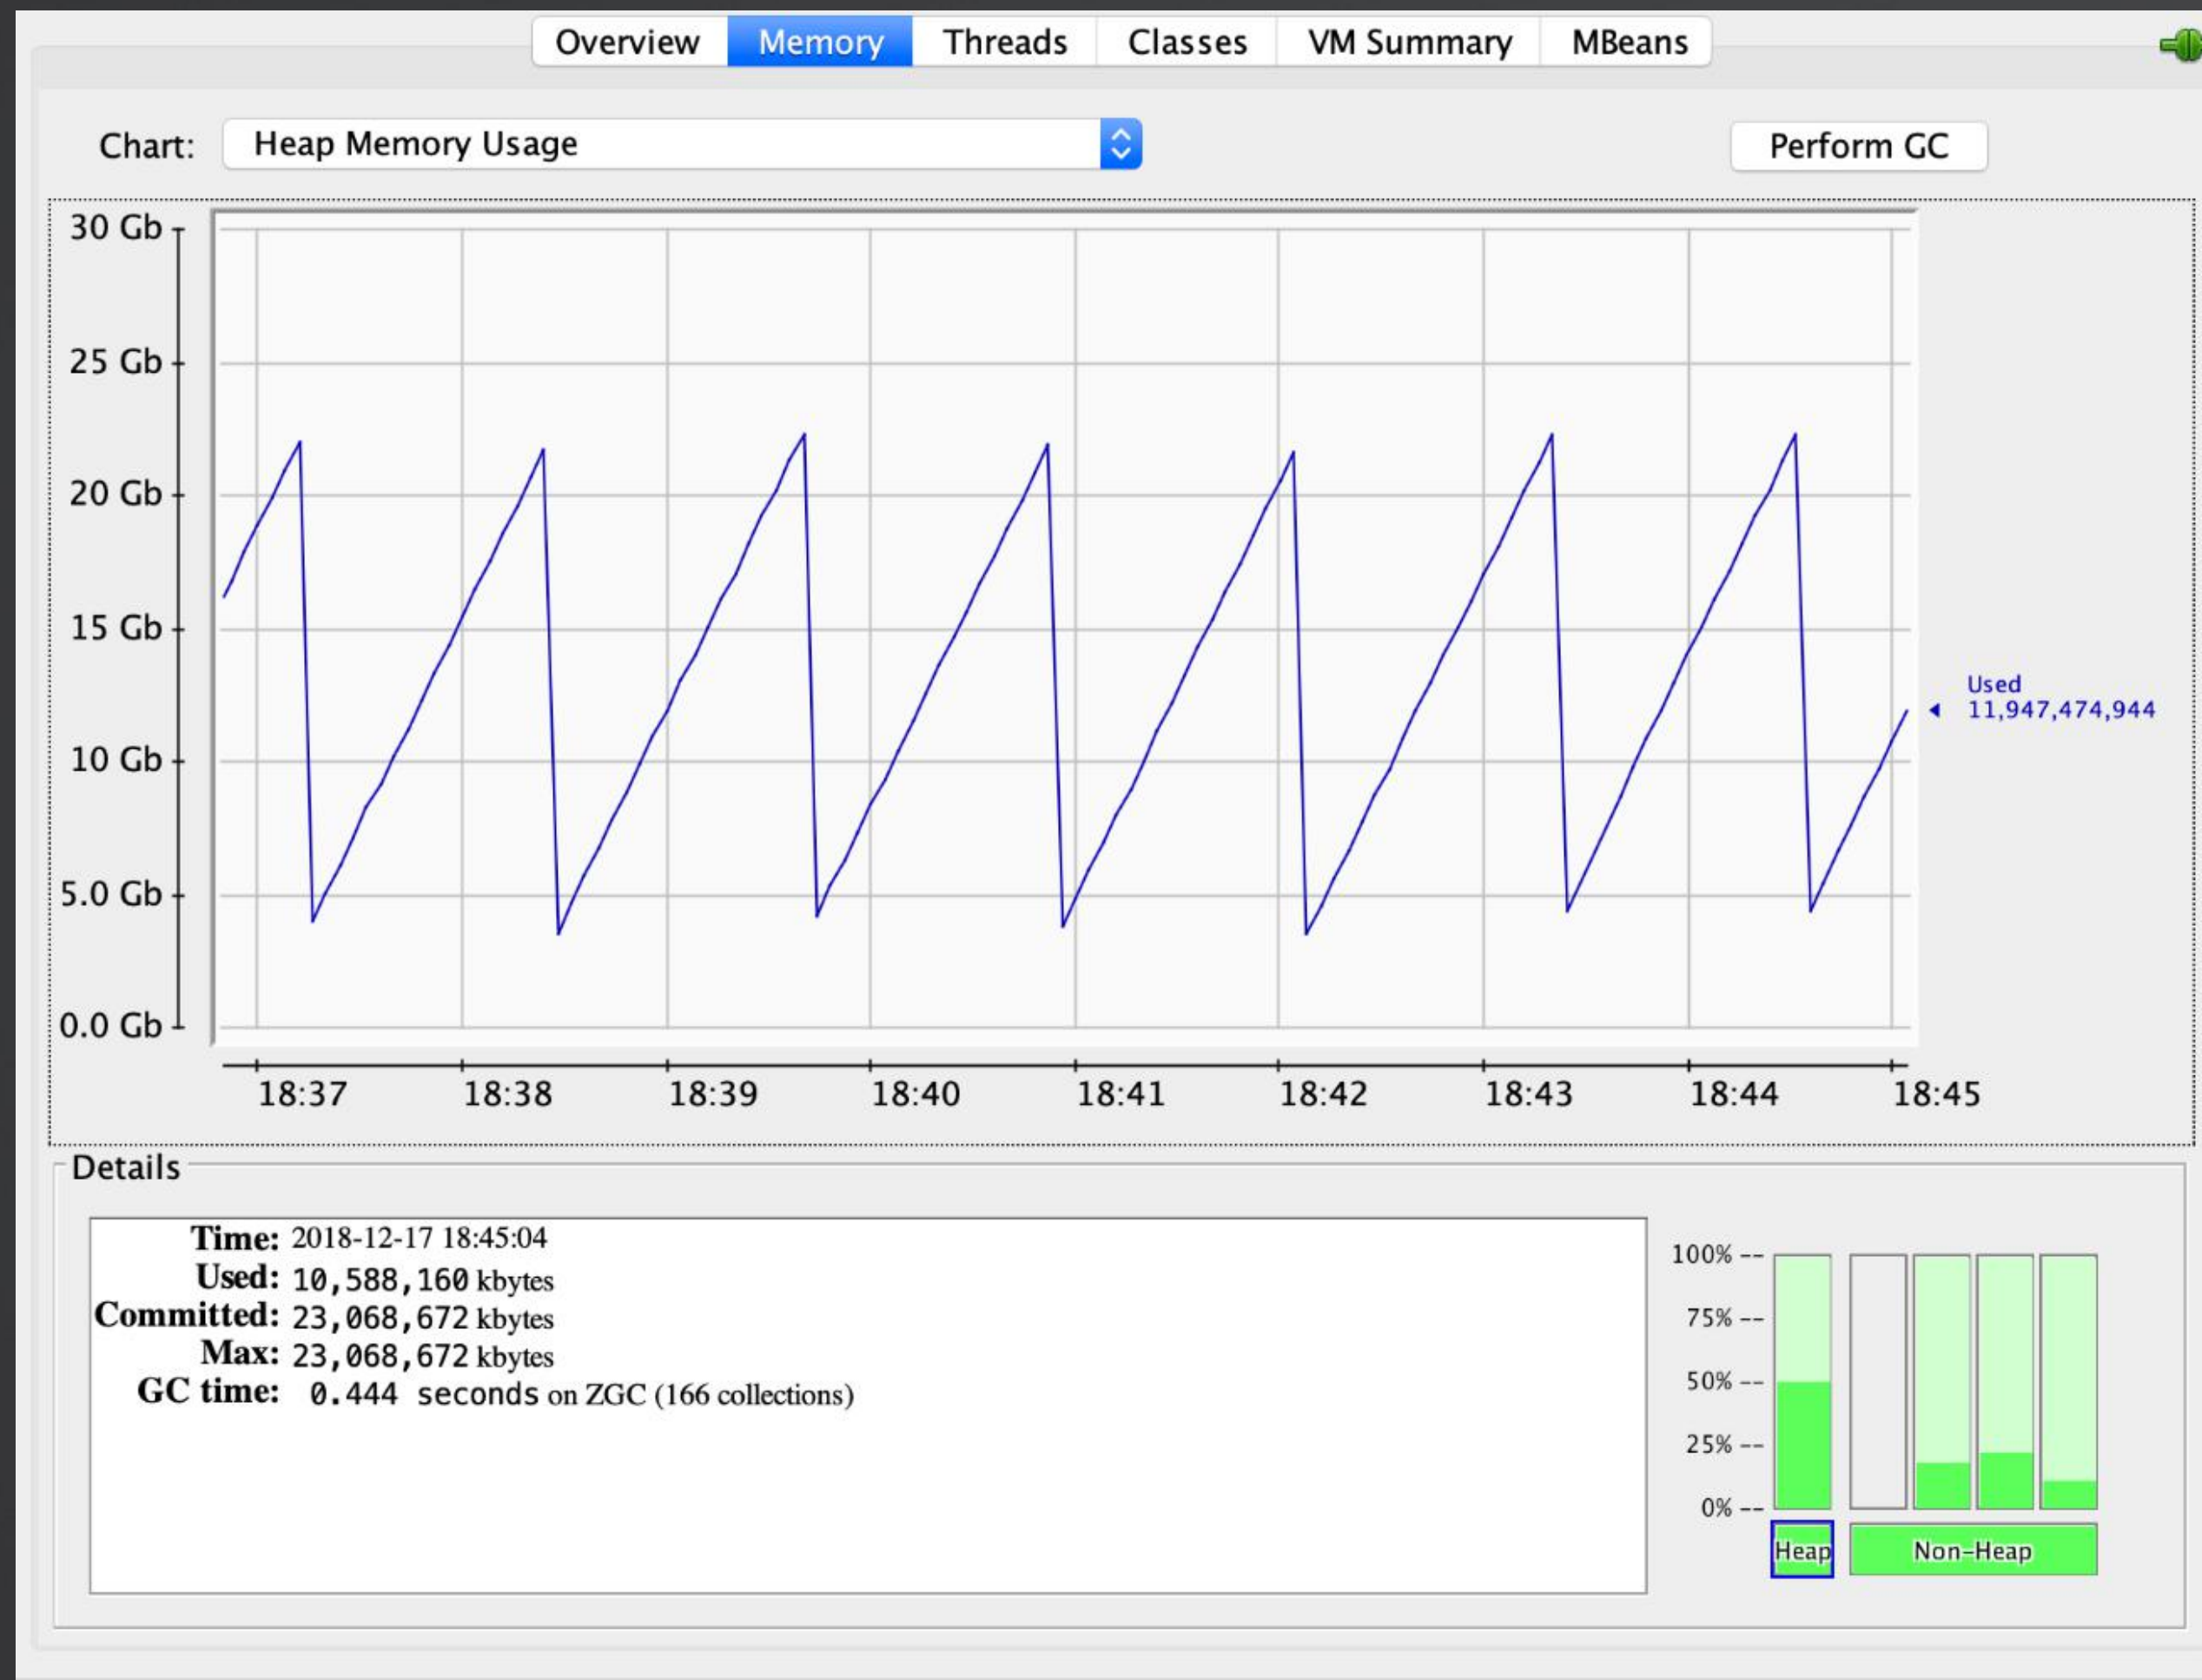 Overview Memory Threads Classes VM Summary MBeans
Chart: Heap Memory Usage Perform GC
30 Gb
25 Gb
20 Gb
15 Gb
10 Gb
5.0 Gb
0.0 Gb
Used
11,947,474,944
18:37 18:38 18:39 18:40 18:41 18:42 18:43 18:44 18:45
Details
Time: 2018-12-17 18:45:04
Used: 10,588,160 kbytes
Committed: 23,068,672 kbytes
Max: 23,068,672 kbytes
GC time: 0.444 seconds on ZGC (166 collections)
100% --
75% --
50% --
25% --
0% --
Heap Non-Heap